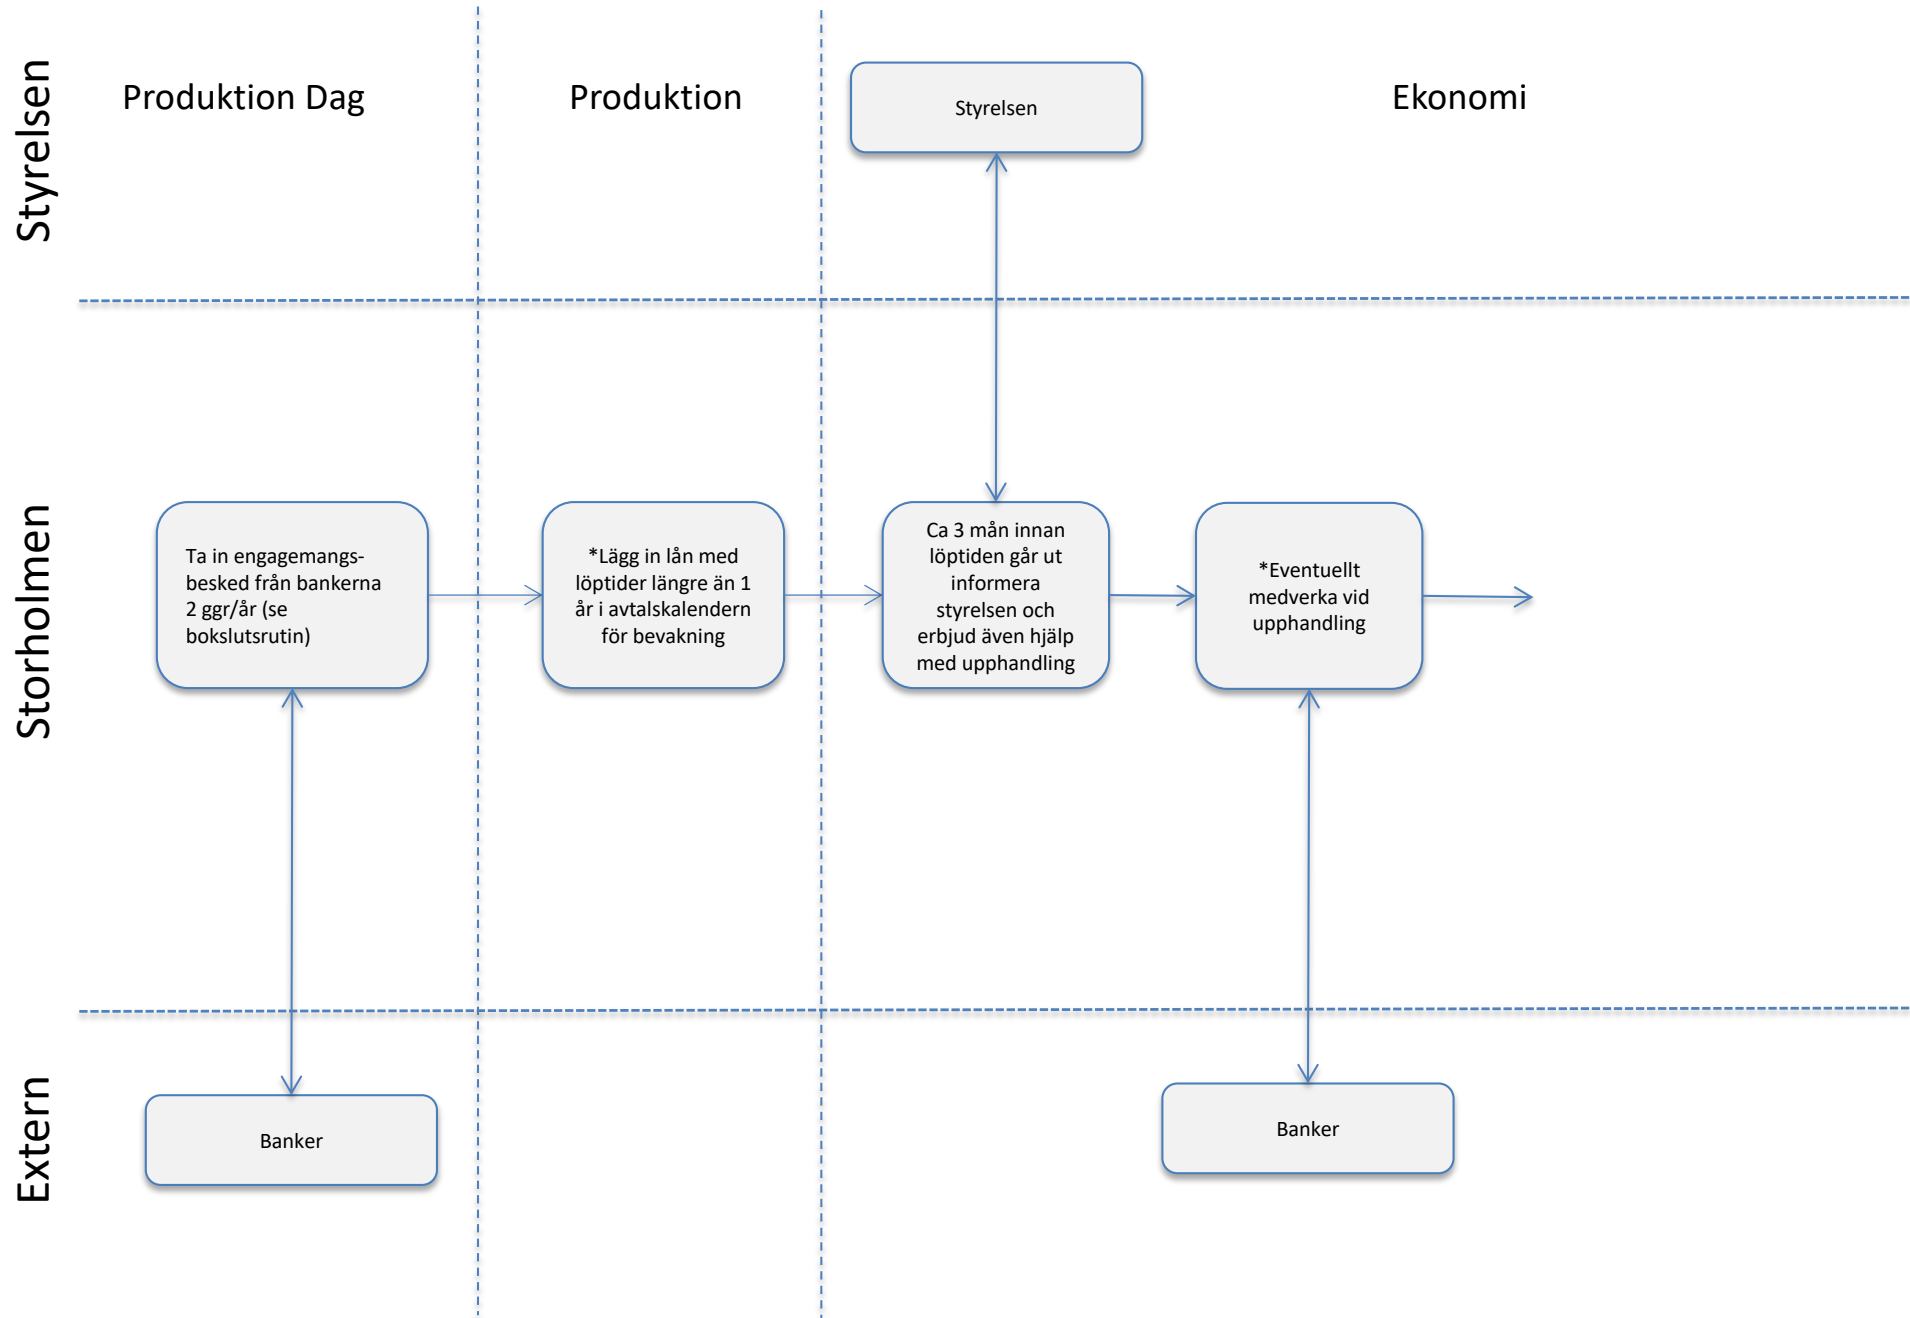 Styrelsen
Produktion Dag
Produktion
Styrelsen
Ekonomi
Storholmen
Ta in engagemangs-
besked från bankerna
2 ggr/år (se
bokslutsrutin)
*Lägg in lån med
löptider längre än 1
år i avtalskalendern
för bevakning
Ca 3 mån innan
löptiden går ut
informera
styrelsen och
erbjud även hjälp
med upphandling
*Eventuellt
medverka vid
upphandling
Extern
Banker
Banker